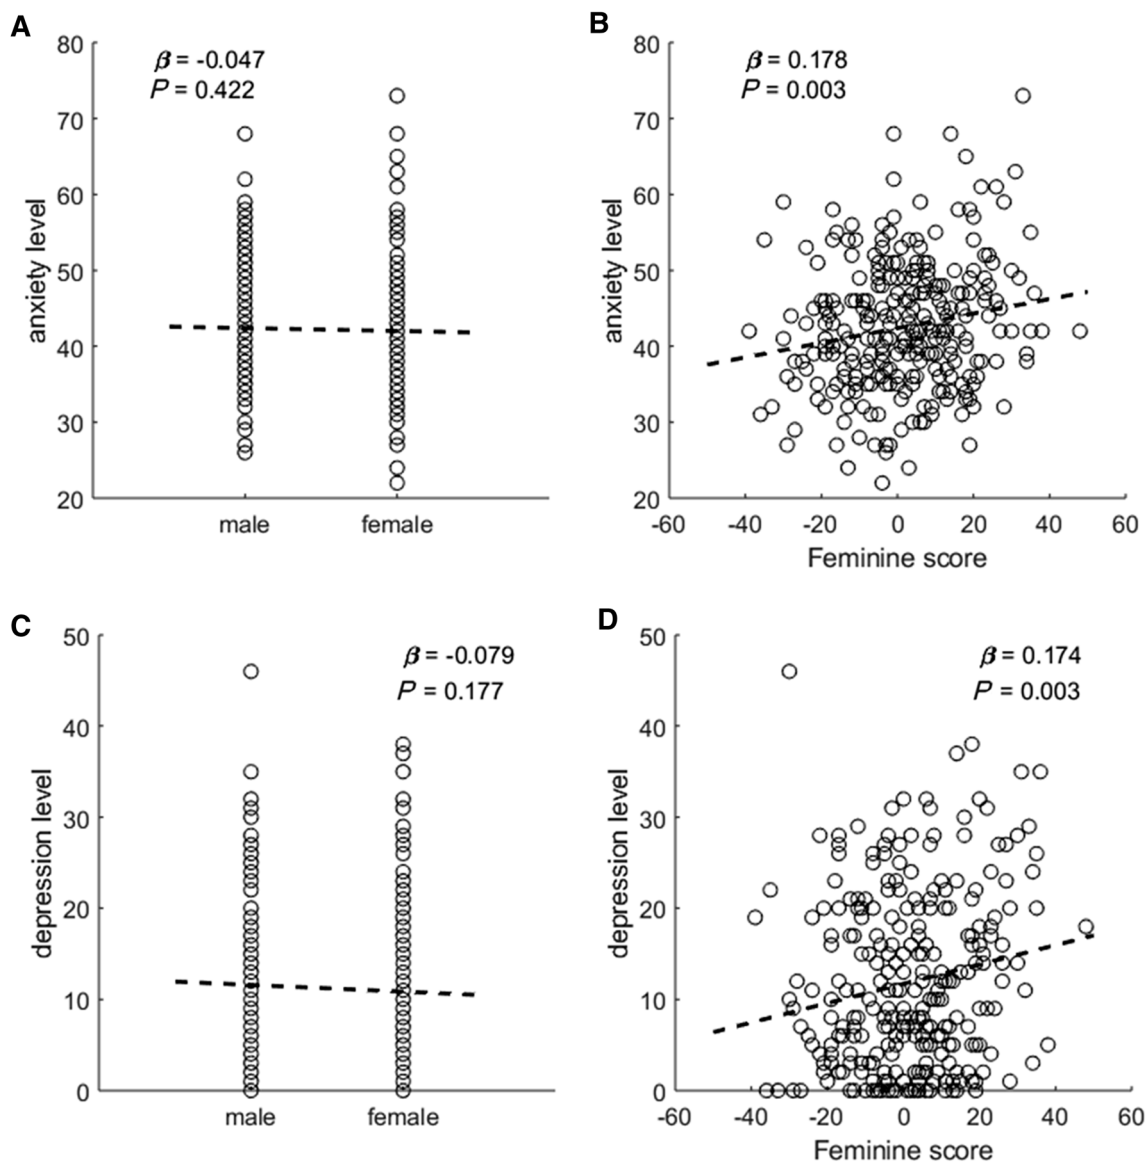 A
β = -0.047
P = 0.422
anxiety level
80
70
60
50
40
30
20
male female
B
β = 0.178
P = 0.003
anxiety level
80
70
60
50
40
30
20
-60 -40 -20 0 20 40 60
Feminine score
C
β = -0.079
P = 0.177
depression level
50
40
30
20
10
0
male female
D
β = 0.174
P = 0.003
depression level
50
40
30
20
10
0
-60 -40 -20 0 20 40 60
Feminine score